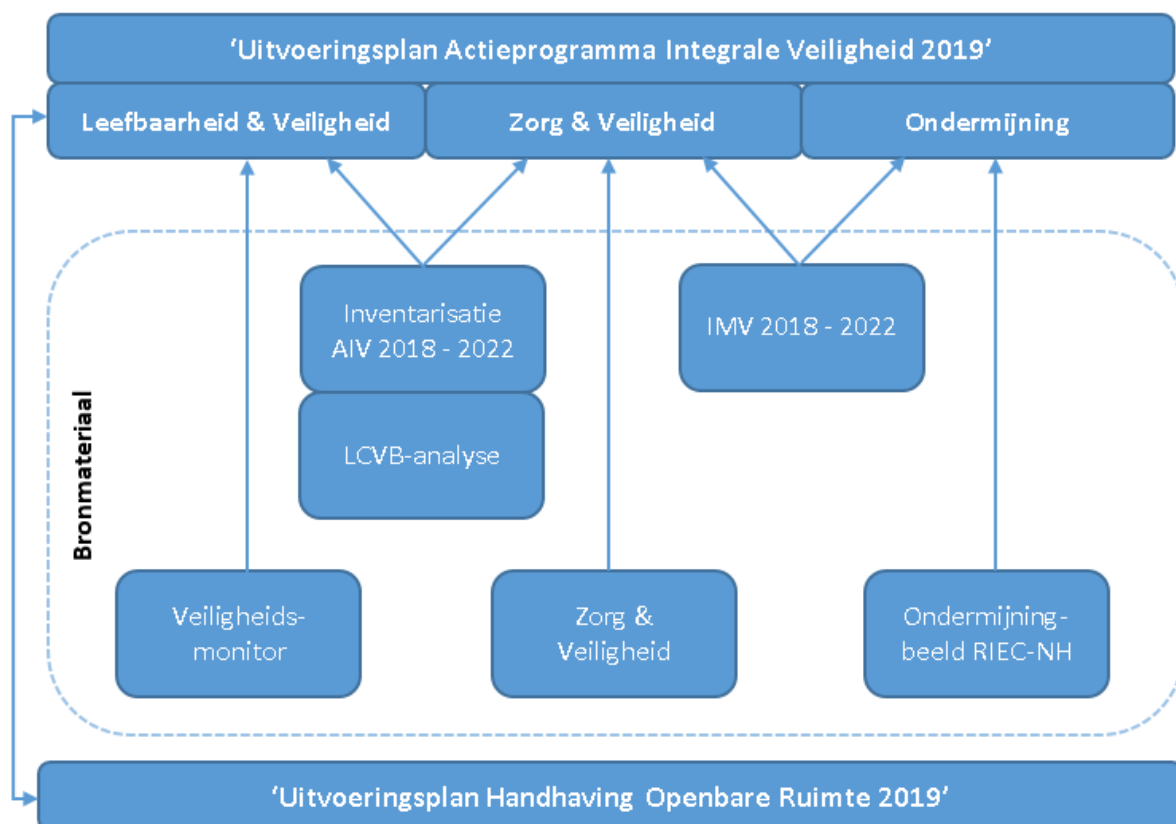 ‘Uitvoeringsplan Actieprogramma Integrale Veiligheid 2019’
Leefbaarheid & Veiligheid
Zorg & Veiligheid
Ondermijning
Bronmateriaal
Inventarisatie
AIV 2018 - 2022
IMV 2018 - 2022
LCVB-analyse
Veiligheids-
monitor
Zorg &
Veiligheid
Ondermijning-
beeld RIEC-NH
‘Uitvoeringsplan Handhaving Openbare Ruimte 2019’